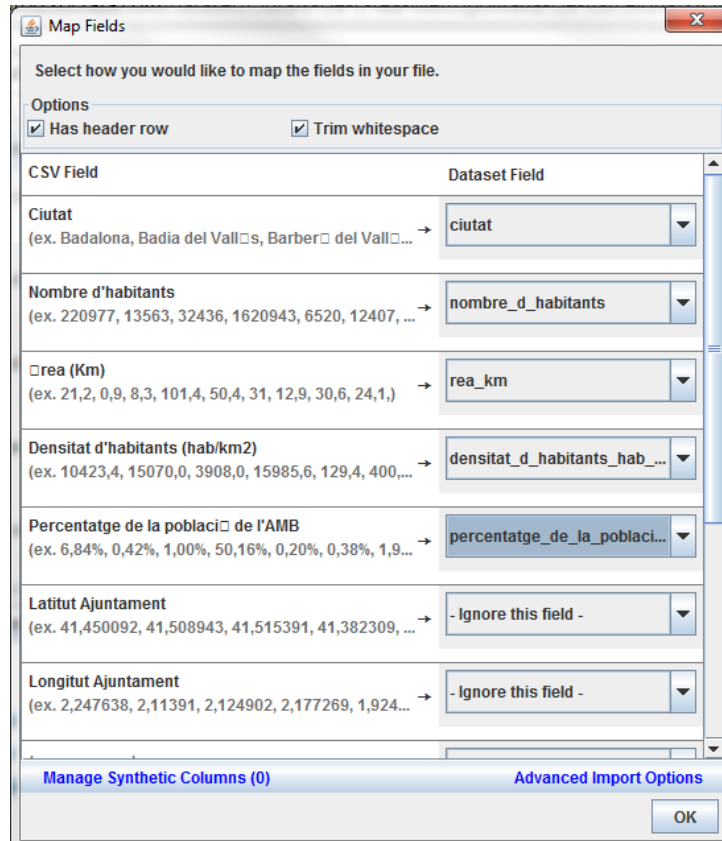 Map Fields
Select how you would like to map the fields in your file.
Options
Has header row
Trim whitespace
CSV Field
Dataset Field
Ciutat
(ex. Badalona, Badia del Vall□s, Barber□ del Vall□...
ciutat
Nombre d'habitants
(ex. 220977, 13563, 32436, 1620943, 6520, 12407, ...
nombre_d_habitants
□rea (Km)
(ex. 21,2, 0,9, 8,3, 101,4, 50,4, 31, 12,9, 30,6, 24,1,)
rea_km
Densitat d'habitants (hab/km2)
(ex. 10423,4, 15070,0, 3908,0, 15985,6, 129,4, 400,...
densitat_d_habitants_hab_...
Percentatge de la poblaci□ de l'AMB
(ex. 6,84%, 0,42%, 1,00%, 50,16%, 0,20%, 0,38%, 1,9...
percentatge_de_la_poblaci...
Latitut Ajuntament
(ex. 41,450092, 41,508943, 41,515391, 41,382309, ...
- Ignore this field -
Longitut Ajuntament
(ex. 2,247638, 2,11391, 2,124902, 2,177269, 1,924...
- Ignore this field -
Manage Synthetic Columns (0)
Advanced Import Options
OK